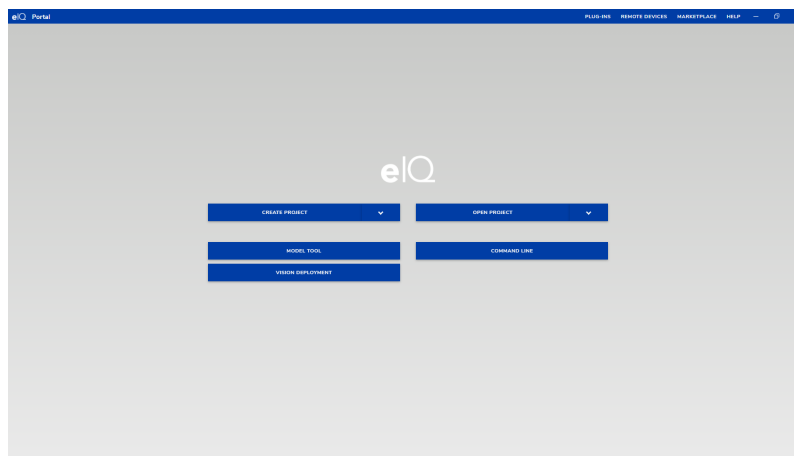 eIQ Portal
PLUG-INS REMOTE DEVICES MARKETPLACE HELP
eIQ
CREATE PROJECT
OPEN PROJECT
MODEL TOOL
COMMAND LINE
VISION DEPLOYMENT